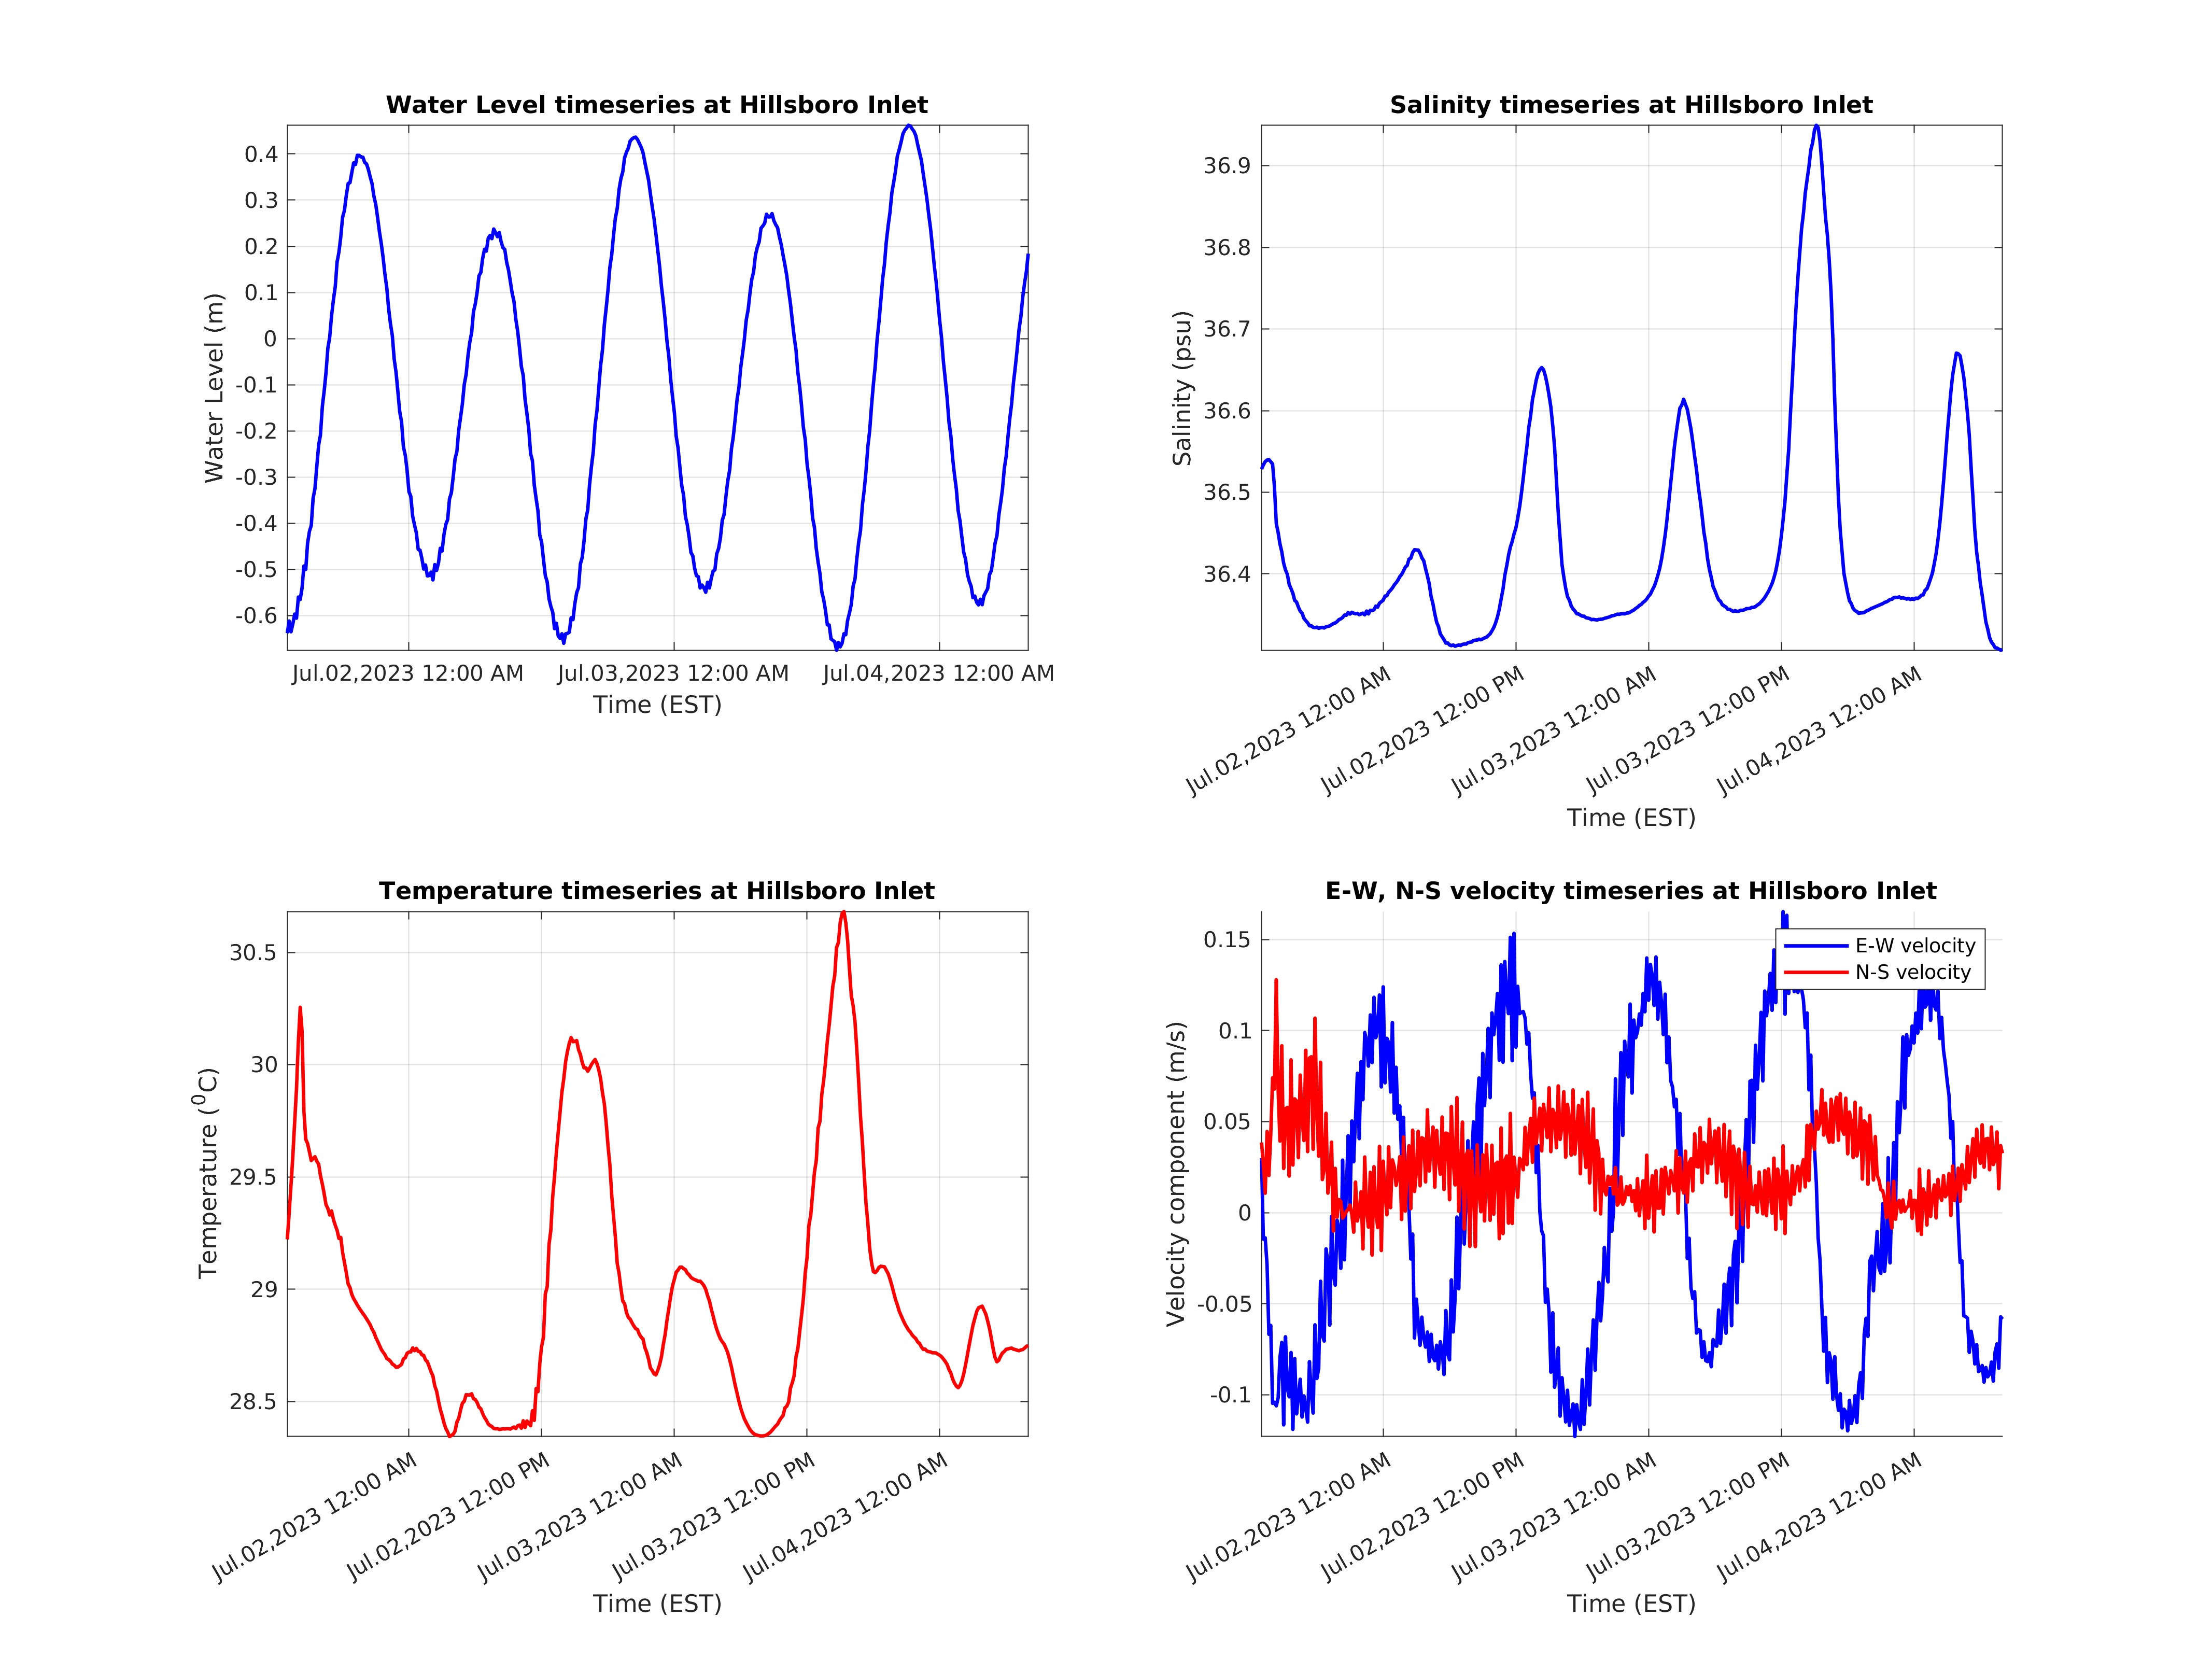 Water Level timeseries at Hillsboro Inlet
0.4
0.3
0.2
0.1
0
-0.1
-0.2
-0.3
-0.4
-0.5
-0.6
Water Level (m)
Jul.02,2023 12:00 AM
Jul.03,2023 12:00 AM
Jul.04,2023 12:00 AM
Time (EST)
Salinity timeseries at Hillsboro Inlet
36.9
36.8
36.7
36.6
36.5
36.4
Salinity (psu)
Jul.02,2023 12:00 AM
Jul.02,2023 12:00 PM
Jul.03,2023 12:00 AM
Jul.03,2023 12:00 PM
Jul.04,2023 12:00 AM
Time (EST)
Temperature timeseries at Hillsboro Inlet
30.5
30
29.5
29
28.5
Temperature (⁰C)
Jul.02,2023 12:00 AM
Jul.02,2023 12:00 PM
Jul.03,2023 12:00 AM
Jul.03,2023 12:00 PM
Jul.04,2023 12:00 AM
Time (EST)
E-W, N-S velocity timeseries at Hillsboro Inlet
0.15
0.1
0.05
0
-0.05
-0.1
Velocity component (m/s)
E-W velocity
N-S velocity
Jul.02,2023 12:00 AM
Jul.02,2023 12:00 PM
Jul.03,2023 12:00 AM
Jul.03,2023 12:00 PM
Jul.04,2023 12:00 AM
Time (EST)